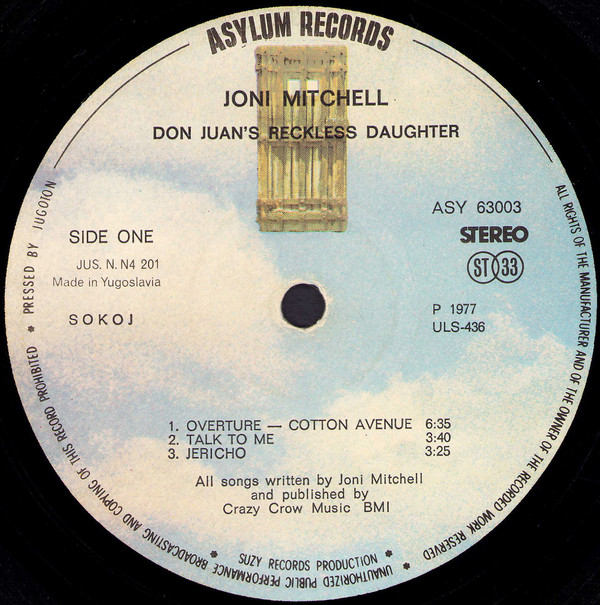 ASYLUM RECORDS
JONI MITCHELL
DON JUAN'S RECKLESS DAUGHTER
ASY 63003
SIDE ONE
STEREO
JUS. N. N4 201
ST 33
Made in Yugoslavia
P 1977
SOKOJ
ULS-436
1. OVERTURE — COTTON AVENUE 6:35
2. TALK TO ME 3:40
3. JERICHO 3:25
All songs written by Joni Mitchell
and published by
Crazy Crow Music BMI
SUZY RECORDS PRODUCTION *
ALL RIGHTS OF THE MANUFACTURER AND OF THE OWNER OF THE RECORDED WORK RESERVED * UNAUTHORIZED PUBLIC PERFORMANCE BROADCASTING AND COPYING OF THIS RECORD PROHIBITED * PRESSED BY JUGOTON